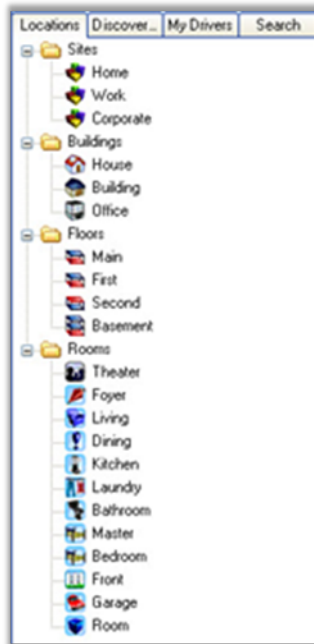 Locations Discover... My Drivers Search
Sites
Home
Work
Corporate
Buildings
House
Building
Office
Floors
Main
First
Second
Basement
Rooms
Theater
Foyer
Living
Dining
Kitchen
Laundry
Bathroom
Master
Bedroom
Front
Garage
Room